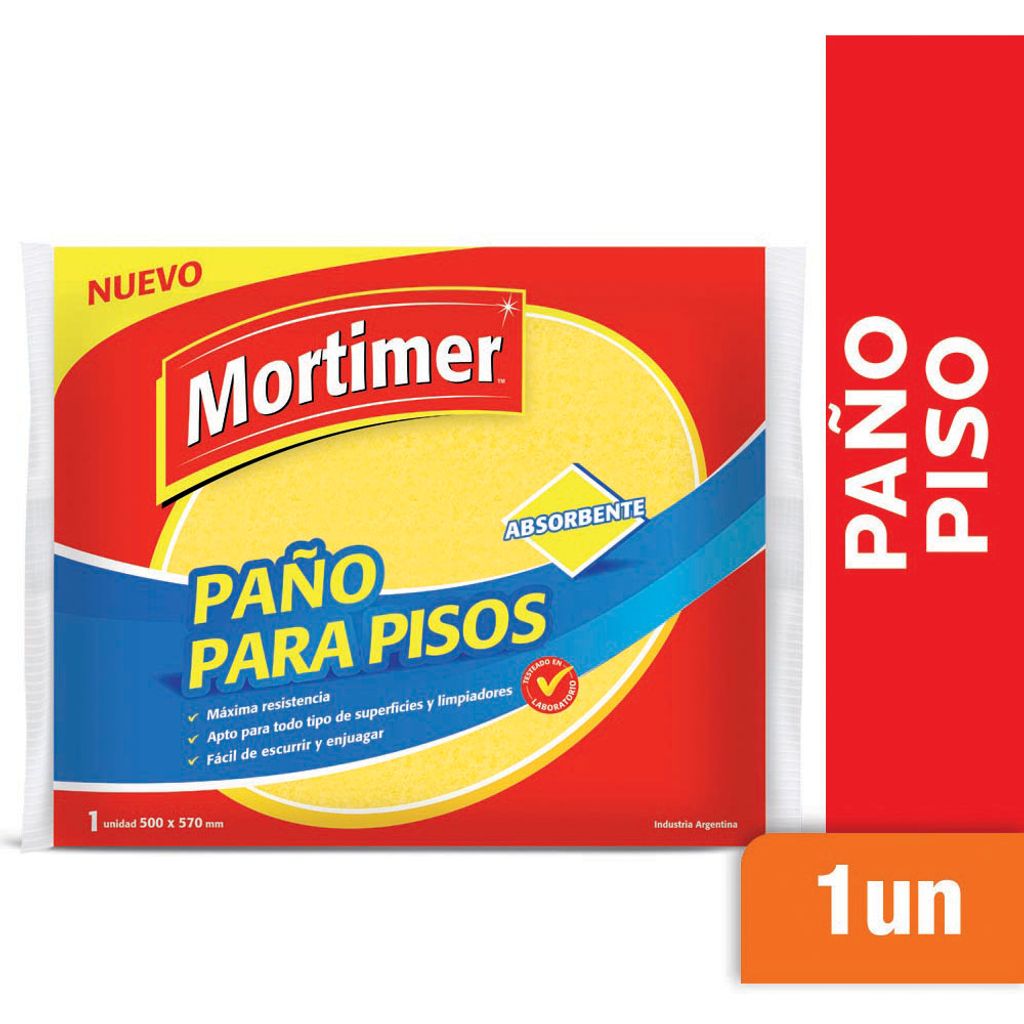 NUEVO
Mortimer™
ABSORBENTE
PAÑO
PARA PISOS
Máxima resistencia
Apto para todo tipo de superficies y limpiadores
Fácil de escurrir y enjuagar
TESTEADO EN
LABORATORIO
1 unidad 500 x 570 mm
Industria Argentina
PAÑO
PISO
1un